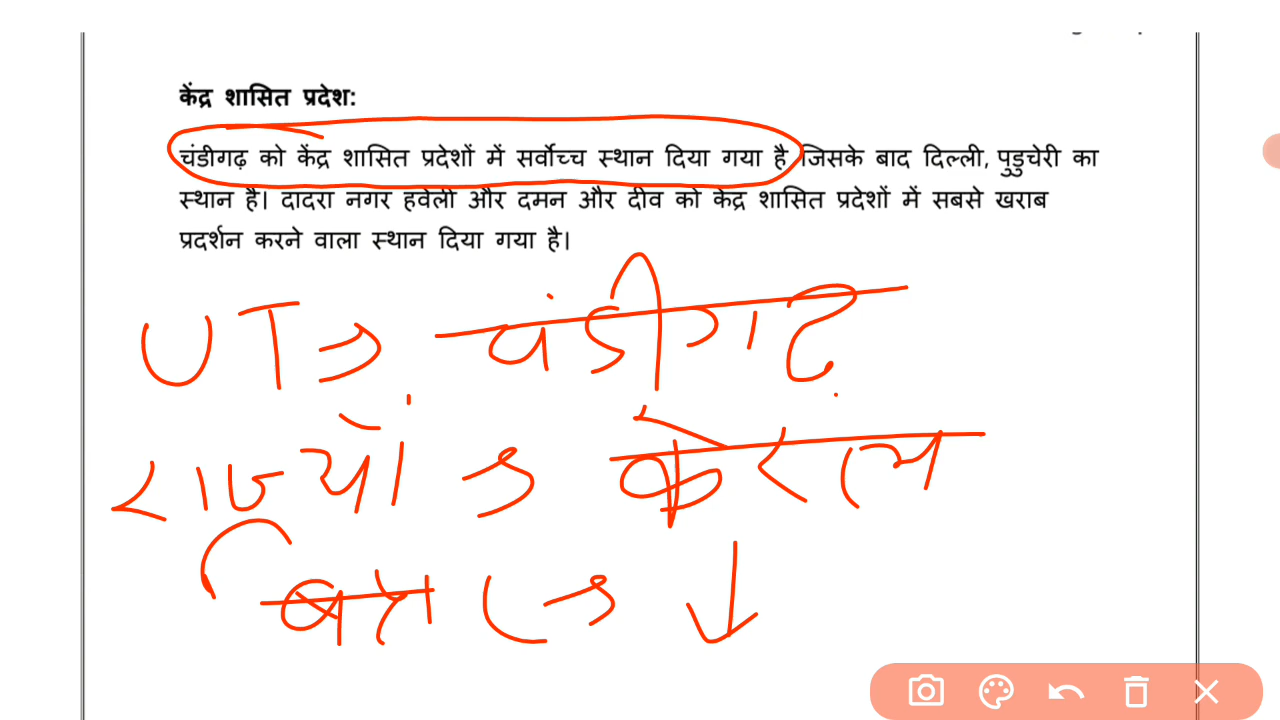 केंद्र शासित प्रदेश:
चंडीगढ़ को केंद्र शासित प्रदेशों में सर्वोच्च स्थान दिया गया है जिसके बाद दिल्ली, पुडुचेरी का
स्थान है। दादरा नगर हवेली और दमन और दीव को केंद्र शासित प्रदेशों में सबसे खराब
प्रदर्शन करने वाला स्थान दिया गया है।
UT चंडीगढ़
राज्यों केरल